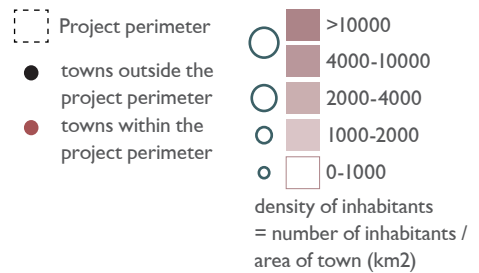 Project perimeter
towns outside the
project perimeter
towns within the
project perimeter
>10000
4000-10000
2000-4000
1000-2000
0-1000
density of inhabitants
= number of inhabitants /
area of town (km2)